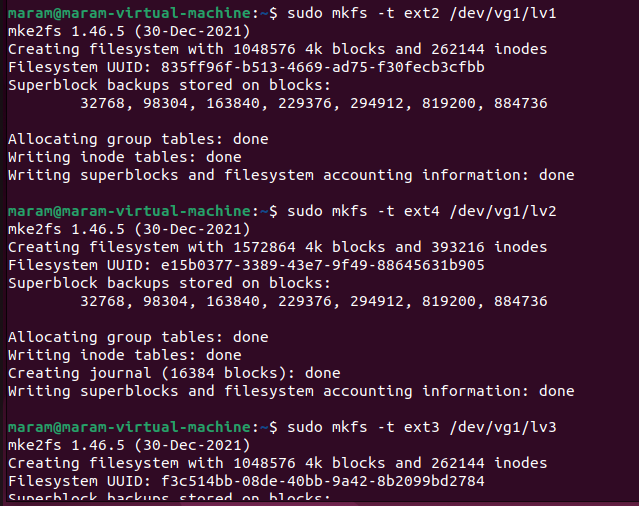 maram@maram-virtual-machine:~$ sudo mkfs -t ext2 /dev/vg1/lv1
mke2fs 1.46.5 (30-Dec-2021)
Creating filesystem with 1048576 4k blocks and 262144 inodes
Filesystem UUID: 835ff96f-b513-4669-ad75-f30fecb3cfbb
Superblock backups stored on blocks:
        32768, 98304, 163840, 229376, 294912, 819200, 884736

Allocating group tables: done
Writing inode tables: done
Writing superblocks and filesystem accounting information: done

maram@maram-virtual-machine:~$ sudo mkfs -t ext4 /dev/vg1/lv2
mke2fs 1.46.5 (30-Dec-2021)
Creating filesystem with 1572864 4k blocks and 393216 inodes
Filesystem UUID: e15b0377-3389-43e7-9f49-88645631b905
Superblock backups stored on blocks:
        32768, 98304, 163840, 229376, 294912, 819200, 884736

Allocating group tables: done
Writing inode tables: done
Creating journal (16384 blocks): done
Writing superblocks and filesystem accounting information: done

maram@maram-virtual-machine:~$ sudo mkfs -t ext3 /dev/vg1/lv3
mke2fs 1.46.5 (30-Dec-2021)
Creating filesystem with 1048576 4k blocks and 262144 inodes
Filesystem UUID: f3c514bb-08de-40bb-9a42-8b2099bd2784
Superblock backups stored on blocks: